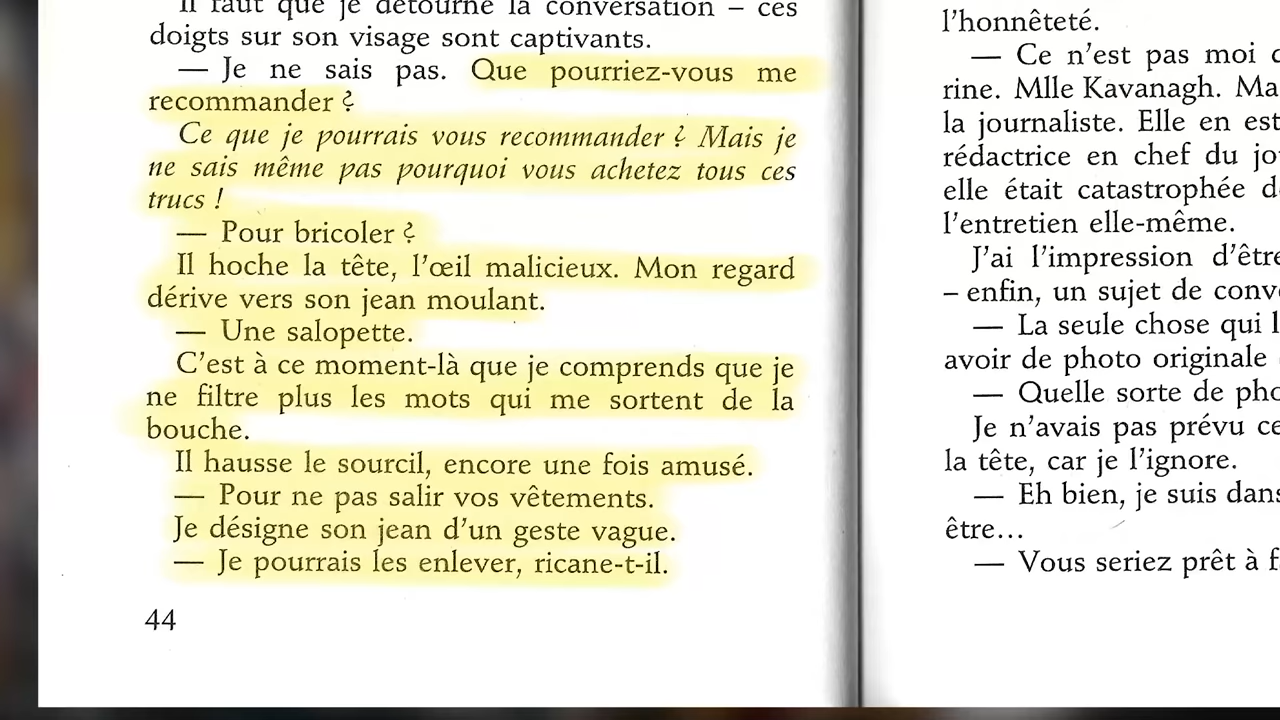 Il faut que je détourne la conversation – ces
doigts sur son visage sont captivants.
— Je ne sais pas. Que pourriez-vous me
recommander ?
Ce que je pourrais vous recommander ? Mais je
ne sais même pas pourquoi vous achetez tous ces
trucs !
— Pour bricoler ?
Il hoche la tête, l’œil malicieux. Mon regard
dérive vers son jean moulant.
— Une salopette.
C’est à ce moment-là que je comprends que je
ne filtre plus les mots qui me sortent de la
bouche.
Il hausse le sourcil, encore une fois amusé.
— Pour ne pas salir vos vêtements.
Je désigne son jean d’un geste vague.
— Je pourrais les enlever, ricane-t-il.
44
l’honnêteté.
— Ce n’est pas moi
rine. Mlle Kavanagh. Ma
la journaliste. Elle en est
rédactrice en chef du jo
elle était catastrophée d
l’entretien elle-même.
J’ai l’impression d’êtr
– enfin, un sujet de conv
— La seule chose qui l
avoir de photo originale
— Quelle sorte de pho
Je n’avais pas prévu ce
la tête, car je l’ignore.
— Eh bien, je suis dans
être…
— Vous seriez prêt à f